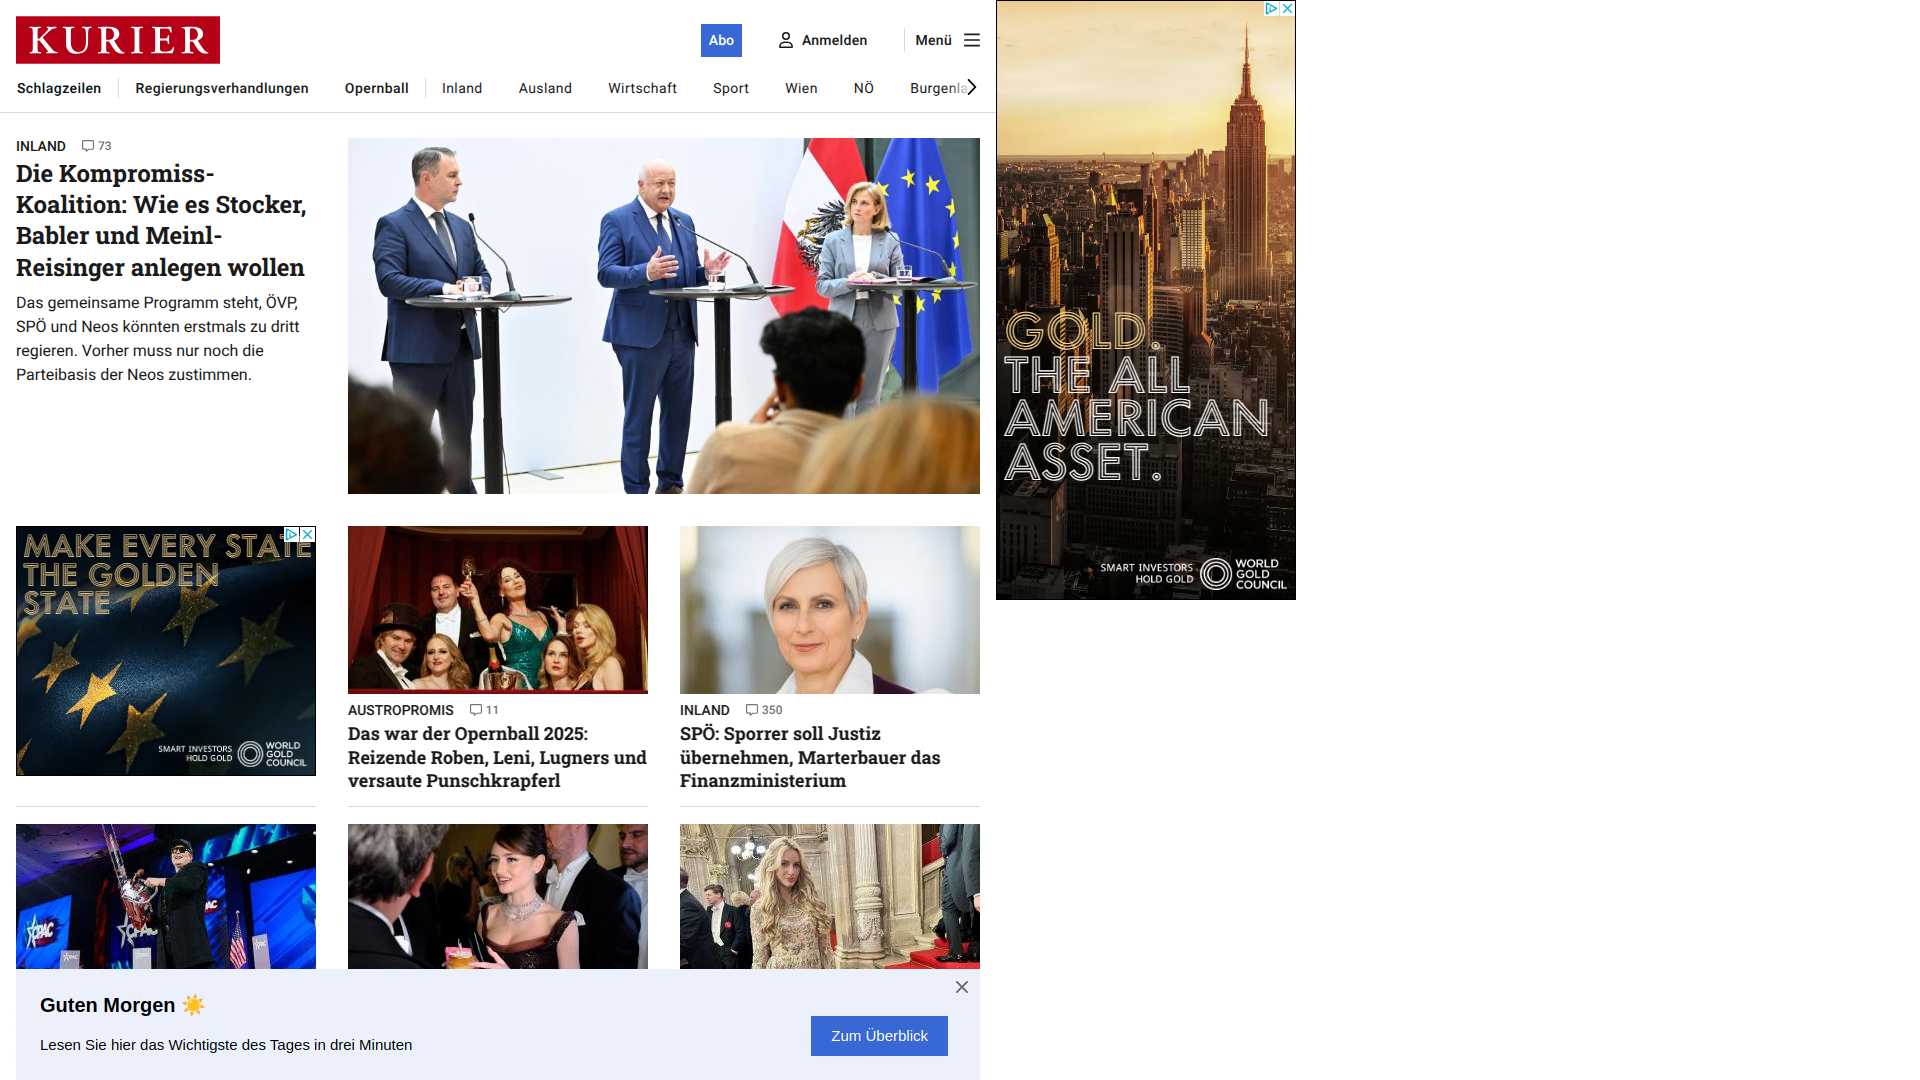 KURIER
Abo
Anmelden
Menü
Schlagzeilen
Regierungsverhandlungen
Opernball
Inland
Ausland
Wirtschaft
Sport
Wien
NÖ
Burgenla
INLAND 73
Die Kompromiss-
Koalition: Wie es Stocker,
Babler und Meinl-
Reisinger anlegen wollen
Das gemeinsame Programm steht, ÖVP,
SPÖ und Neos könnten erstmals zu dritt
regieren. Vorher muss nur noch die
Parteibasis der Neos zustimmen.
GOLD.
THE ALL
AMERICAN
ASSET.
SMART INVESTORS
HOLD GOLD
WORLD
GOLD
COUNCIL
MAKE EVERY STATE
THE GOLDEN
STATE
SMART INVESTORS
HOLD GOLD
WORLD
GOLD
COUNCIL
AUSTROPROMIS 11
Das war der Opernball 2025:
Reizende Roben, Leni, Lugners und
versaute Punschkrapferl
INLAND 350
SPÖ: Sporrer soll Justiz
übernehmen, Marterbauer das
Finanzministerium
CPAC
CPAC
Guten Morgen ☀️
Lesen Sie hier das Wichtigste des Tages in drei Minuten
Zum Überblick